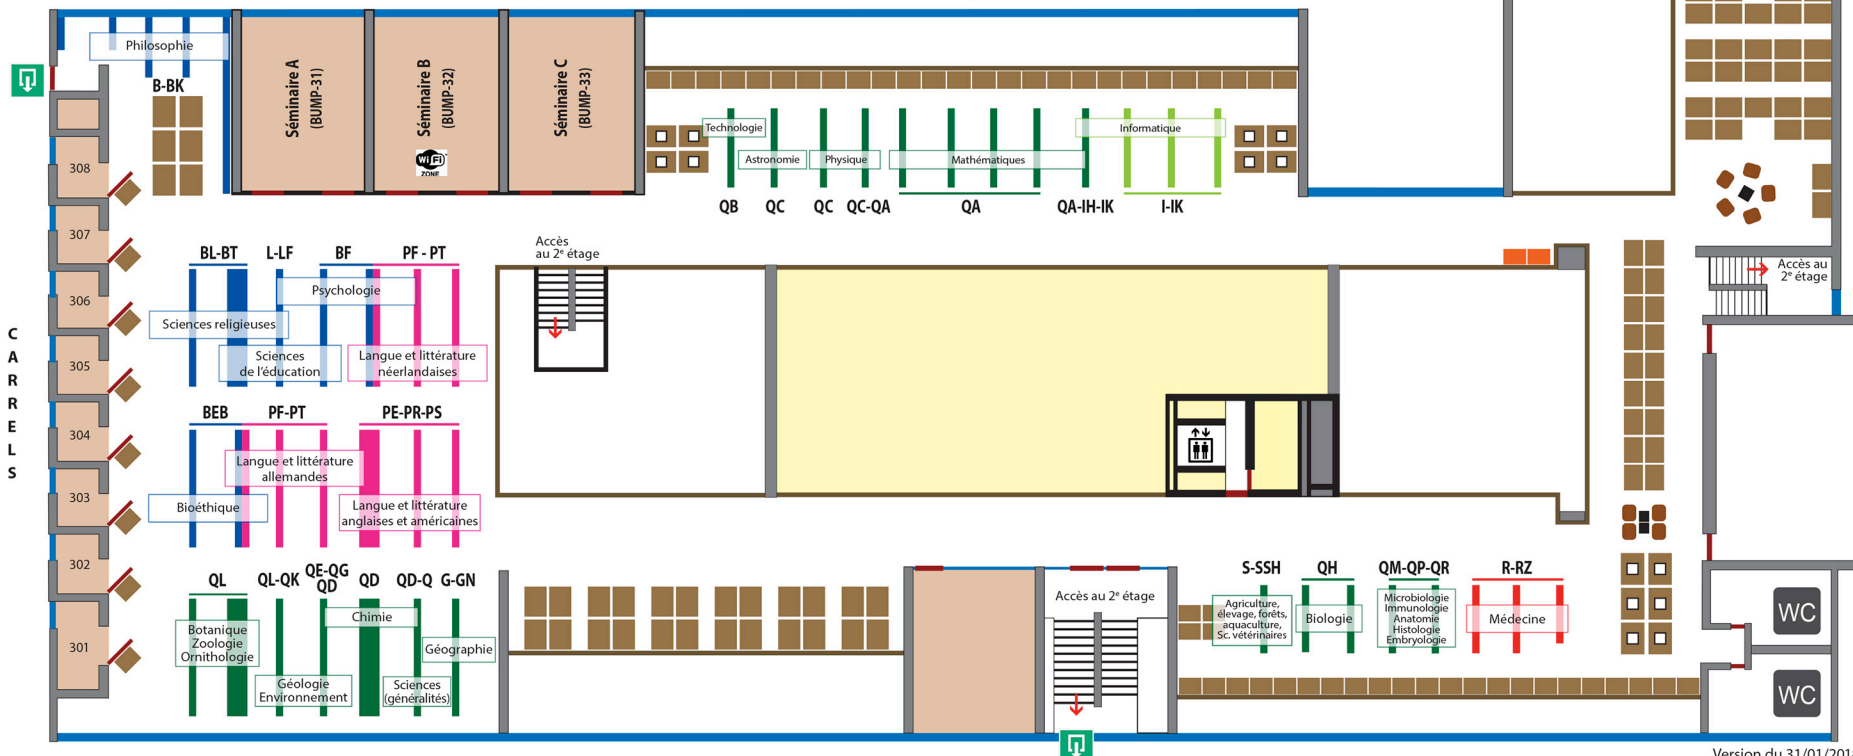 Philosophie
B-BK
Séminaire A
(BUMP-31)
Séminaire B
(BUMP-32)
WiFi
ZONE
Séminaire C
(BUMP-33)
Technologie
Astronomie
Physique
Mathématiques
Informatique
QB
QC
QC
QC-QA
QA
QA-IH-IK
I-IK
CARRELS
308
307
306
305
304
303
302
301
BL-BT
L-LF
BF
PF - PT
Psychologie
Sciences religieuses
Sciences
de l'éducation
Langue et littérature
néerlandaises
BEB
PF-PT
PE-PR-PS
Langue et littérature
allemandes
Bioéthique
Langue et littérature
anglaises et américaines
QL
QL-QK
QE-QG
QD
QD
QD-Q
G-GN
Chimie
Botanique
Zoologie
Ornithologie
Géographie
Géologie
Environnement
Sciences
(généralités)
Accès
au 2e étage
Accès au
2e étage
Accès au 2e étage
S-SSH
QH
QM-QP-QR
R-RZ
Agriculture,
élevage, forêts,
aquaculture,
Sc. vétérinaires
Biologie
Microbiologie
Immunologie
Anatomie
Histologie
Embryologie
Médecine
WC
WC
Version du 31/01/2018